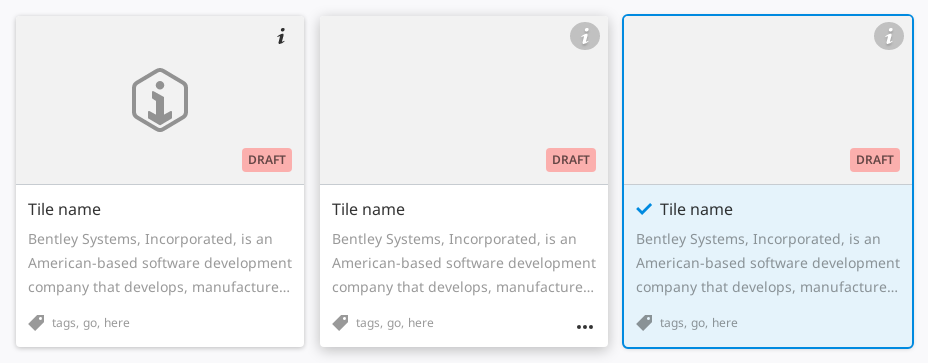 i
DRAFT
Tile name
Bentley Systems, Incorporated, is an
American-based software development
company that develops, manufacture...
tags, go, here
i
DRAFT
Tile name
Bentley Systems, Incorporated, is an
American-based software development
company that develops, manufacture...
tags, go, here
i
DRAFT
Tile name
Bentley Systems, Incorporated, is an
American-based software development
company that develops, manufacture...
tags, go, here